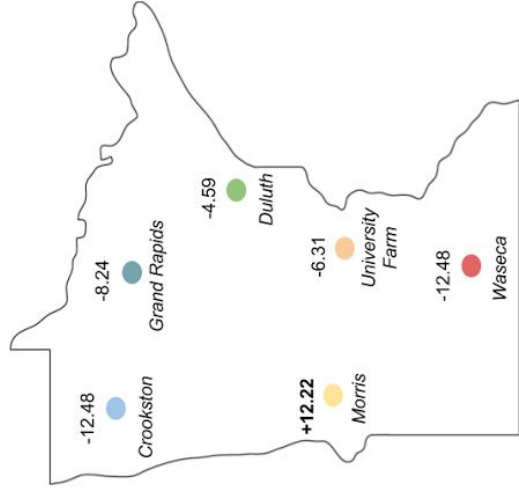 -12.48
Crookston
-8.24
Grand Rapids
-4.59
Duluth
+12.22
Morris
-6.31
University
Farm
-12.48
Waseca